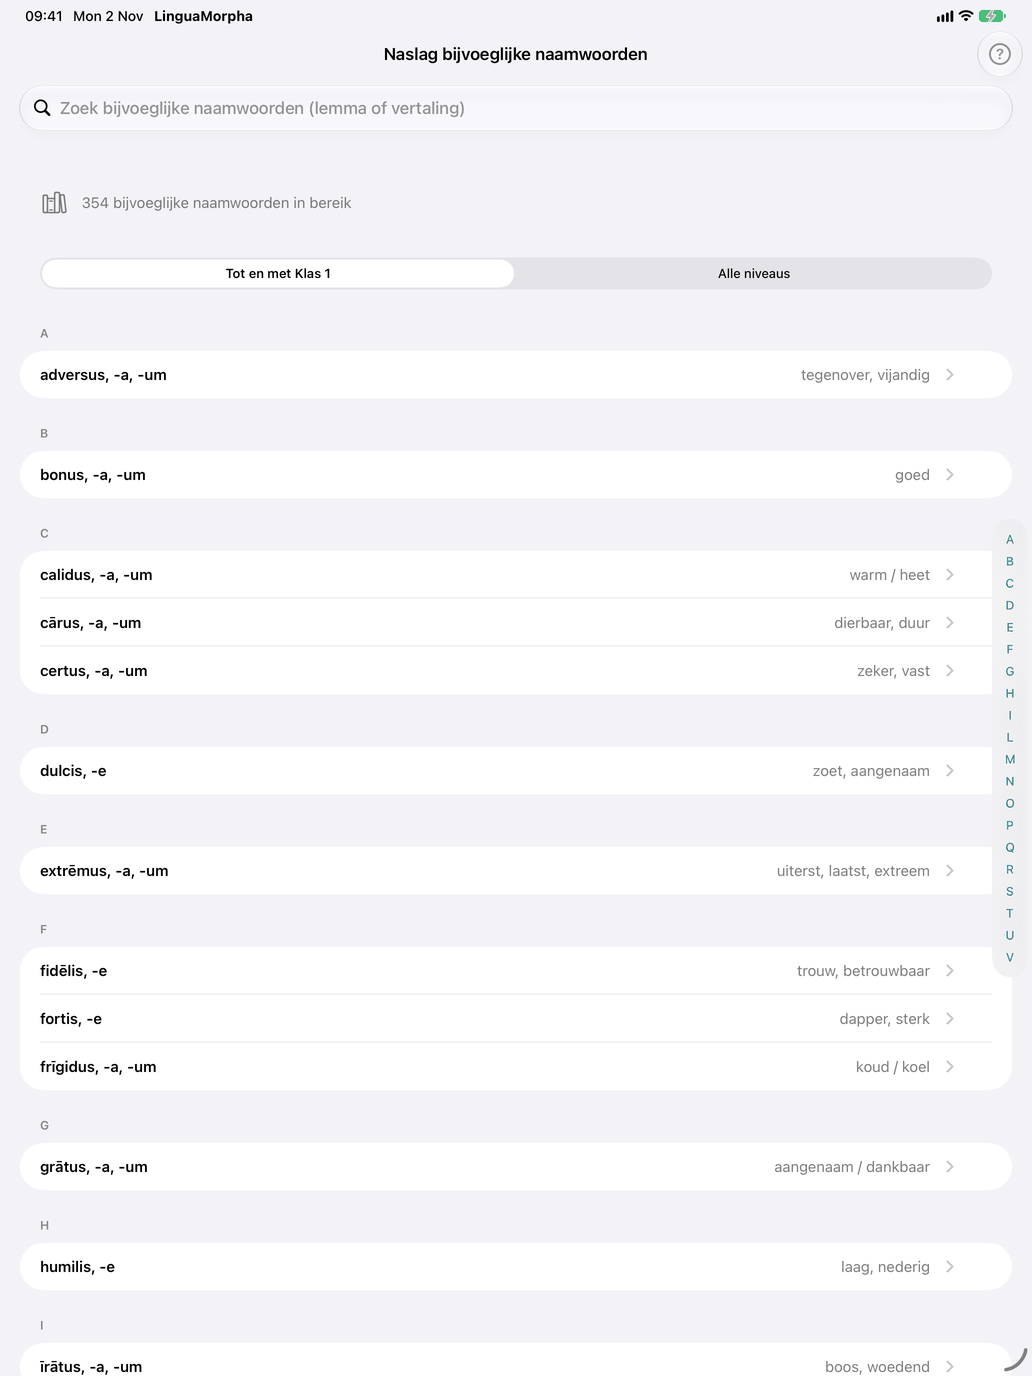 09:41 Mon 2 Nov LinguaMorpha
Naslag bijvoeglijke naamwoorden
?
Zoek bijvoeglijke naamwoorden (lemma of vertaling)
354 bijvoeglijke naamwoorden in bereik
Tot en met Klas 1 Alle niveaus
A
adversus, -a, -um tegenover, vijandig
B
bonus, -a, -um goed
C
calidus, -a, -um warm / heet
cārus, -a, -um dierbaar, duur
certus, -a, -um zeker, vast
D
dulcis, -e zoet, aangenaam
E
extrēmus, -a, -um uiterst, laatst, extreem
F
fidēlis, -e trouw, betrouwbaar
fortis, -e dapper, sterk
frīgidus, -a, -um koud / koel
G
grātus, -a, -um aangenaam / dankbaar
H
humilis, -e laag, nederig
I
īrātus, -a, -um boos, woedend
A
B
C
D
E
F
G
H
I
L
M
N
O
P
Q
R
S
T
U
V